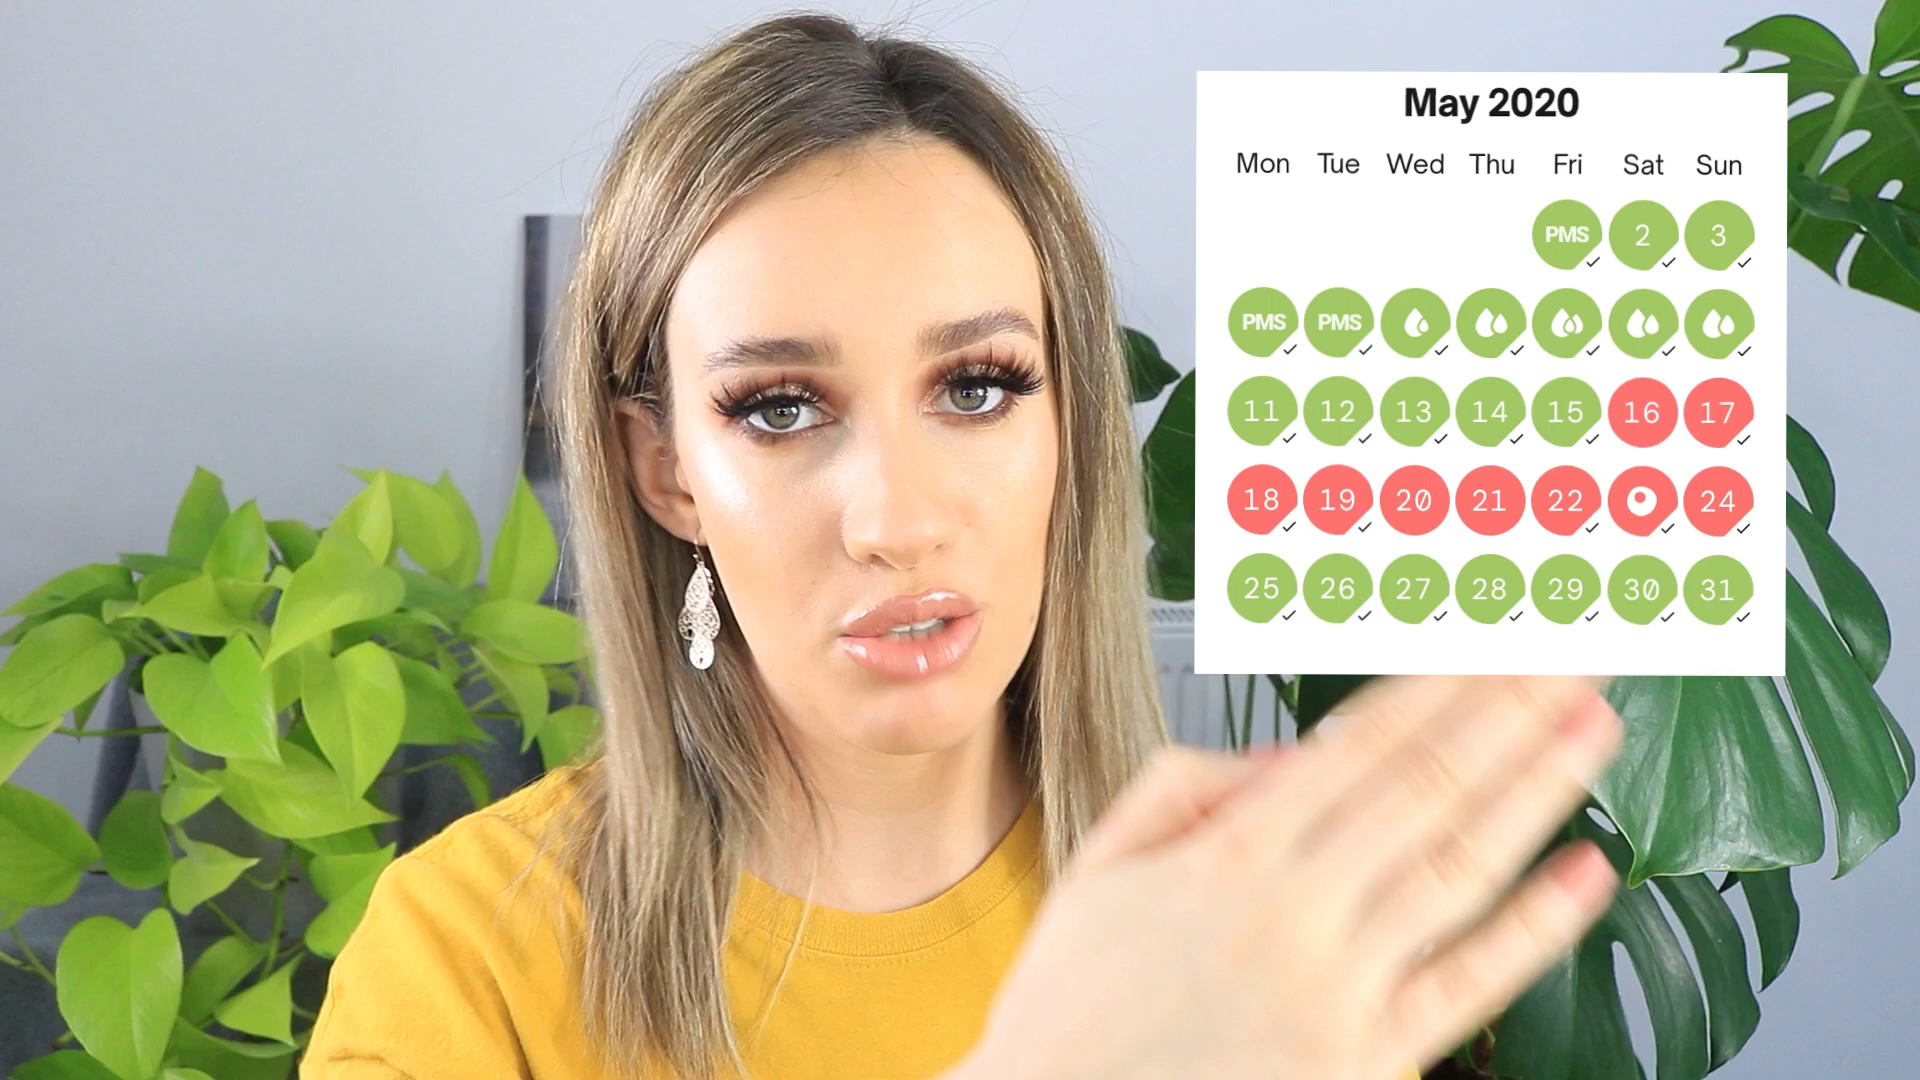 May 2020
Mon Tue Wed Thu Fri Sat Sun
PMS 2 3
PMS PMS
11 12 13 14 15 16 17
18 19 20 21 22 24
25 26 27 28 29 30 31